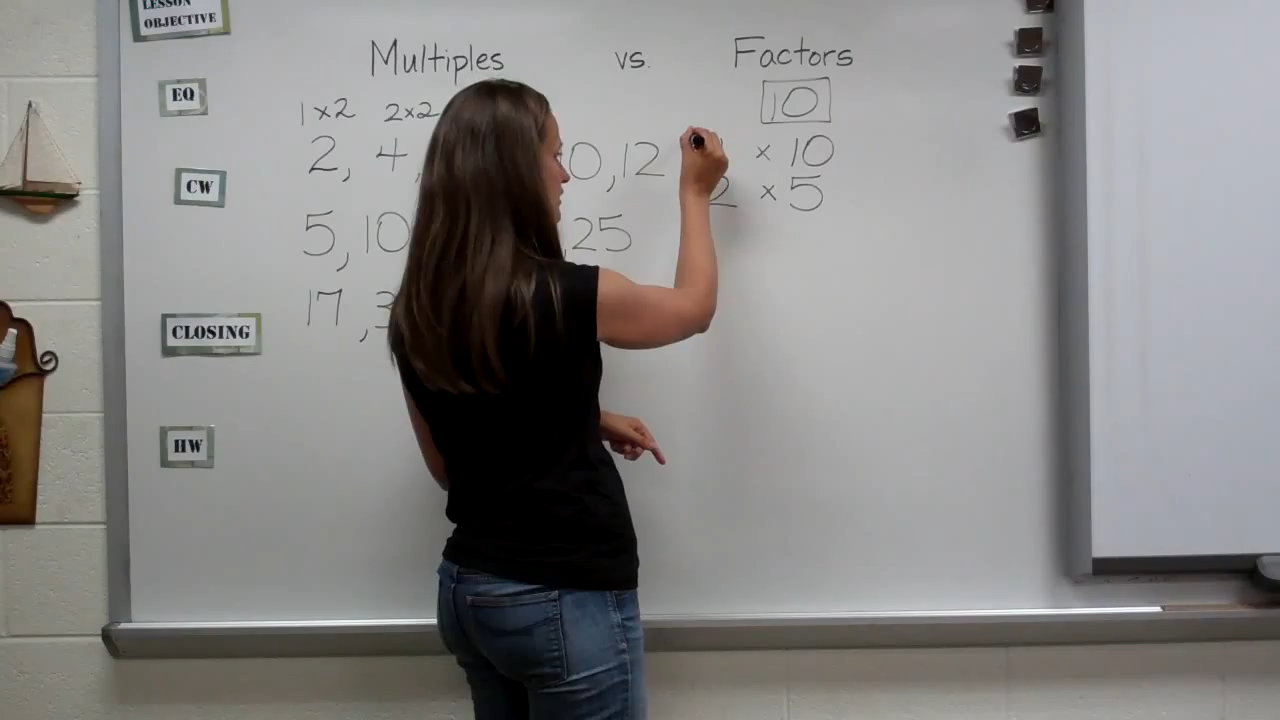 LESSON
OBJECTIVE
EQ
CW
CLOSING
HW
Multiples vs. Factors
1×2 2×2
2, 4, 0, 12
5, 10 , 25
17, 3
10
× 10
2 × 5